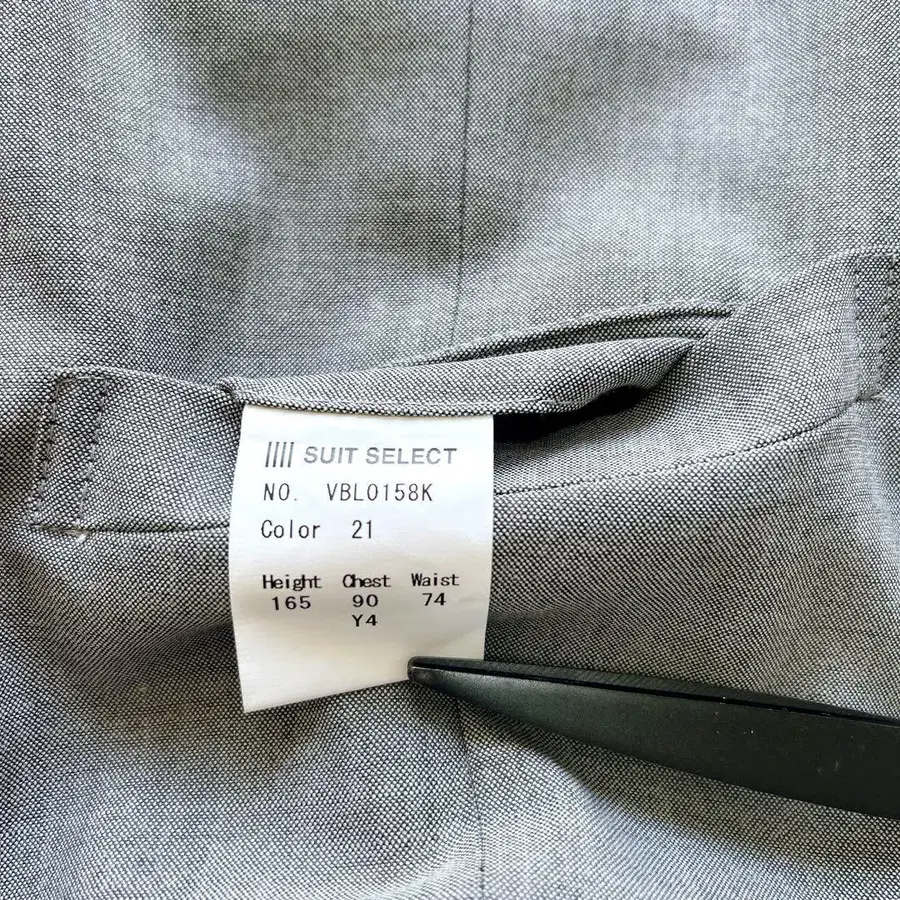 SUIT SELECT
NO. VBL0158K
Color 21
Height Chest Waist
165 90 74
Y4